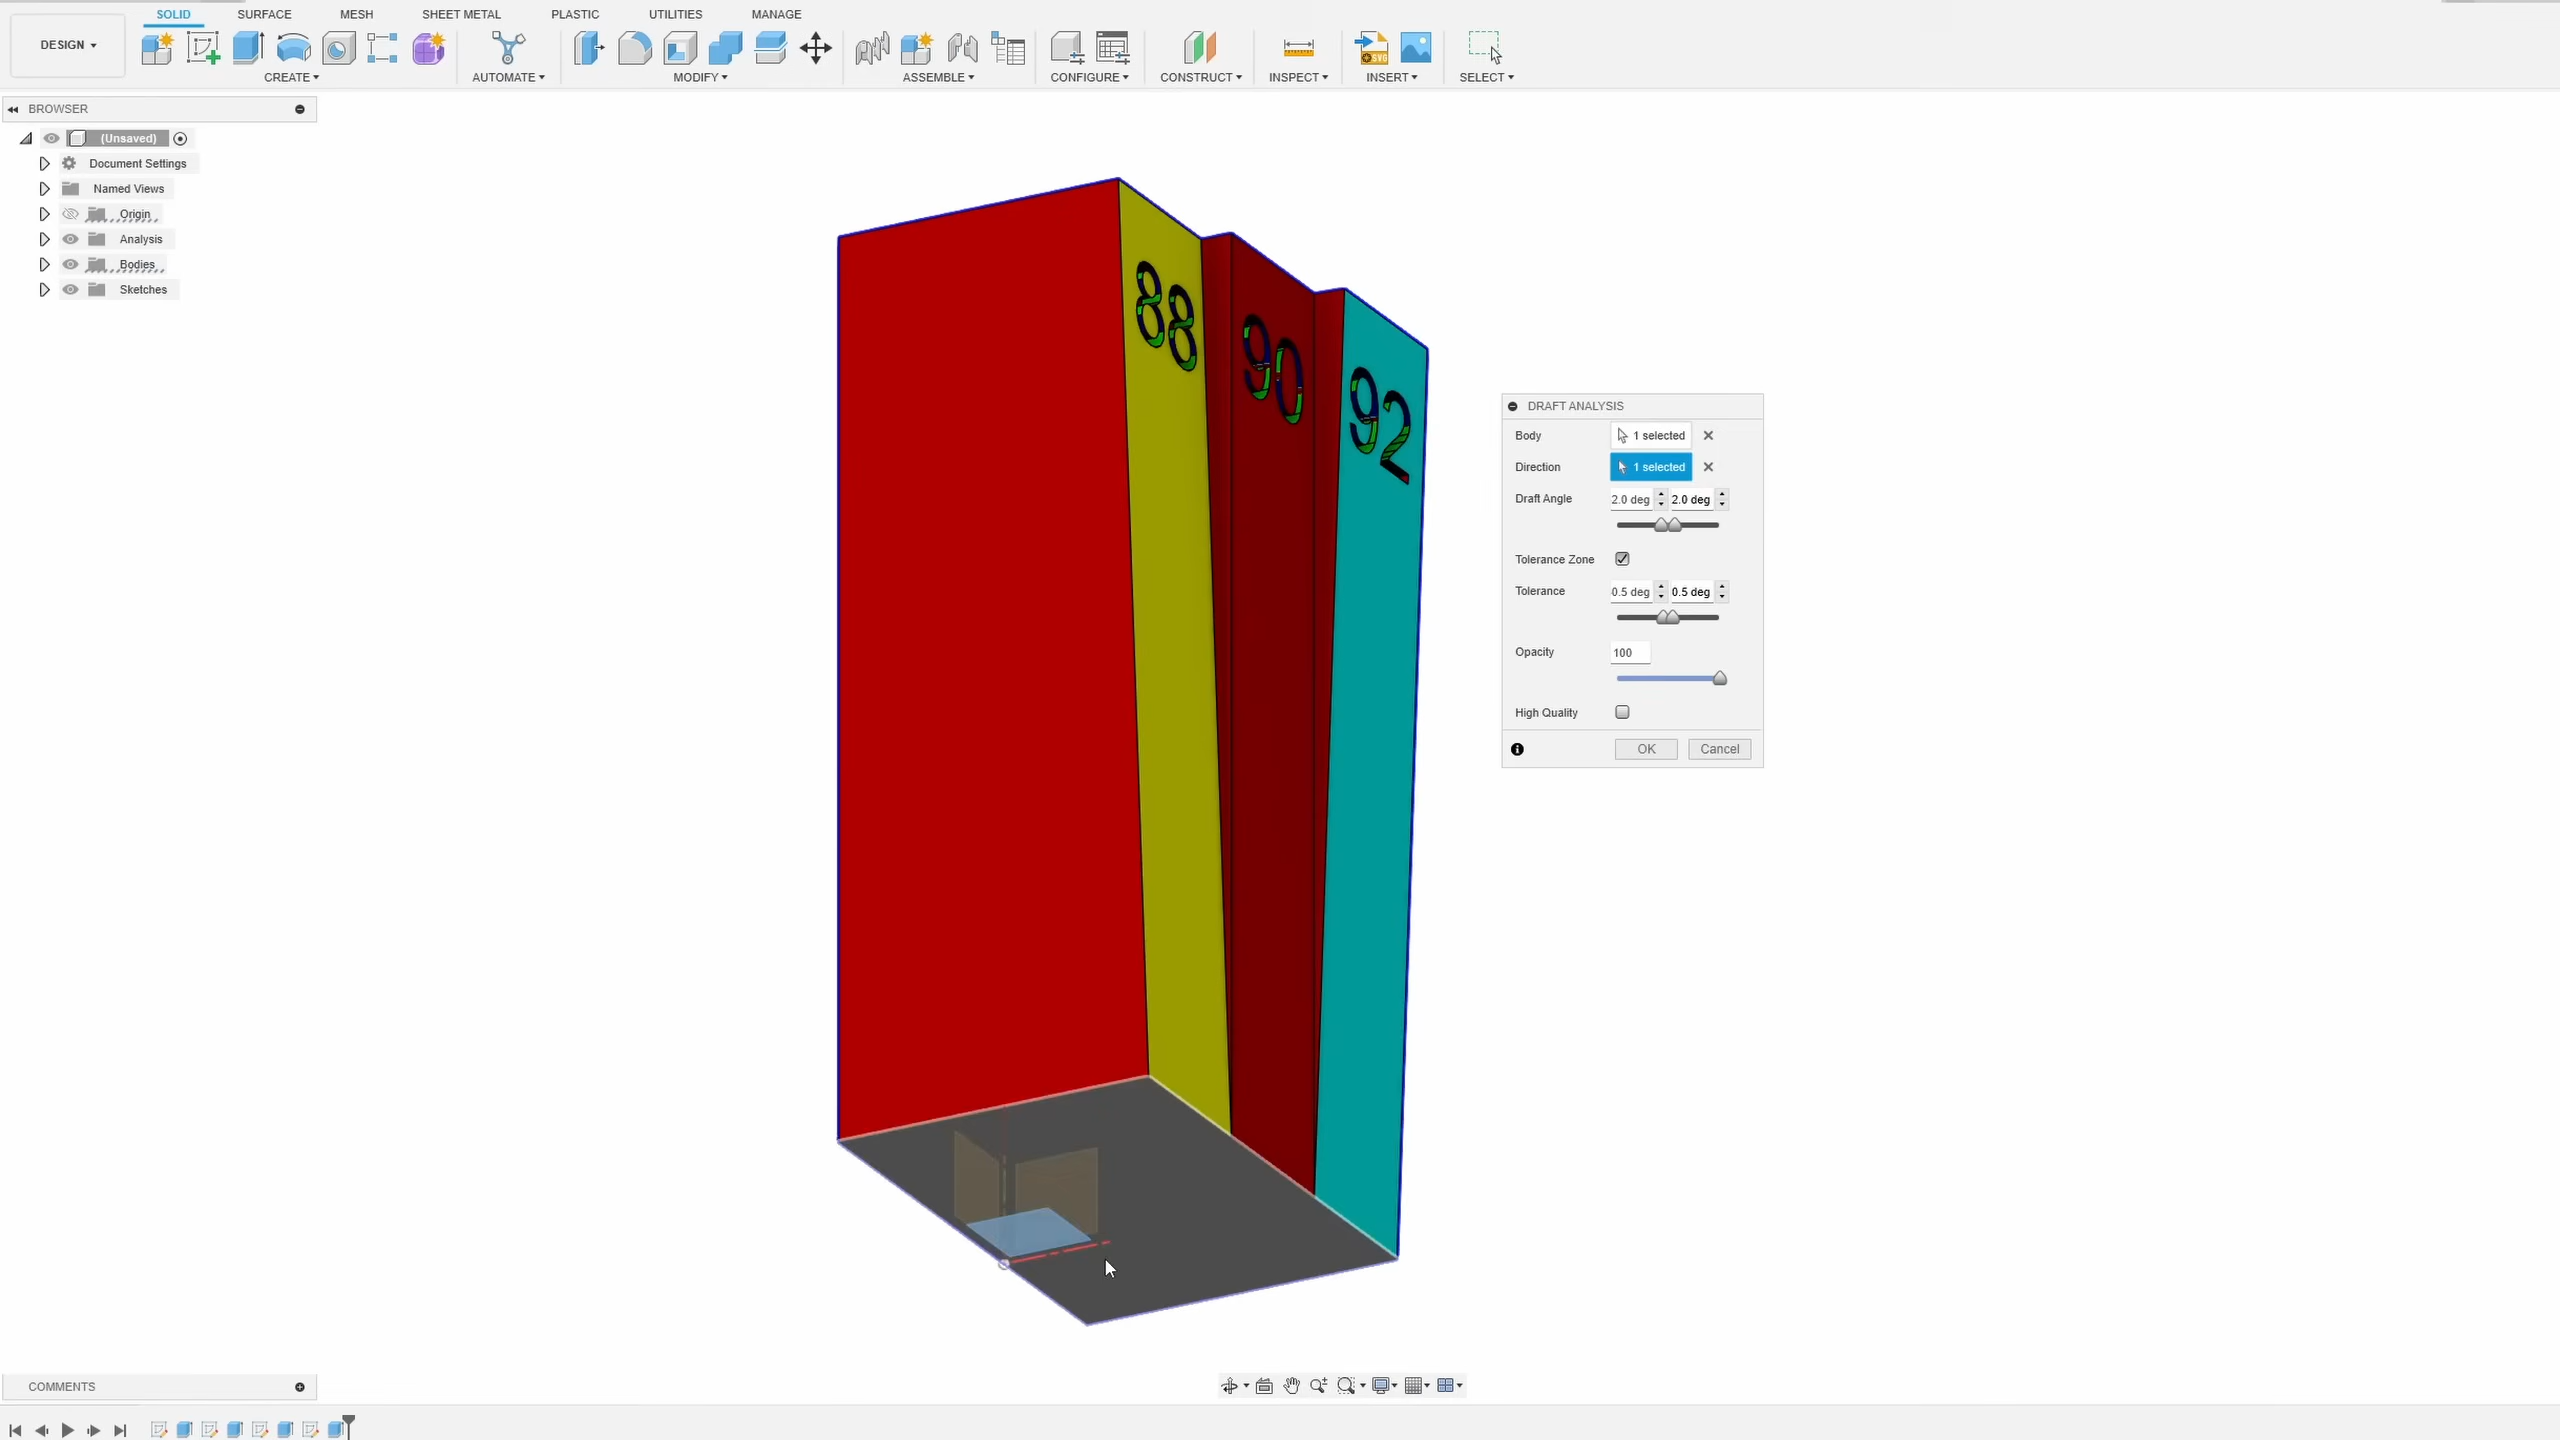 SOLID SURFACE MESH SHEET METAL PLASTIC UTILITIES MANAGE
DESIGN
CREATE AUTOMATE MODIFY ASSEMBLE CONFIGURE CONSTRUCT INSPECT INSERT SELECT
SVG
BROWSER
(Unsaved)
Document Settings
Named Views
Origin
Analysis
Bodies
Sketches
88
90
92
DRAFT ANALYSIS
Body 1 selected
Direction 1 selected
Draft Angle 2.0 deg 2.0 deg
Tolerance Zone
Tolerance 0.5 deg 0.5 deg
Opacity 100
High Quality
OK Cancel
COMMENTS